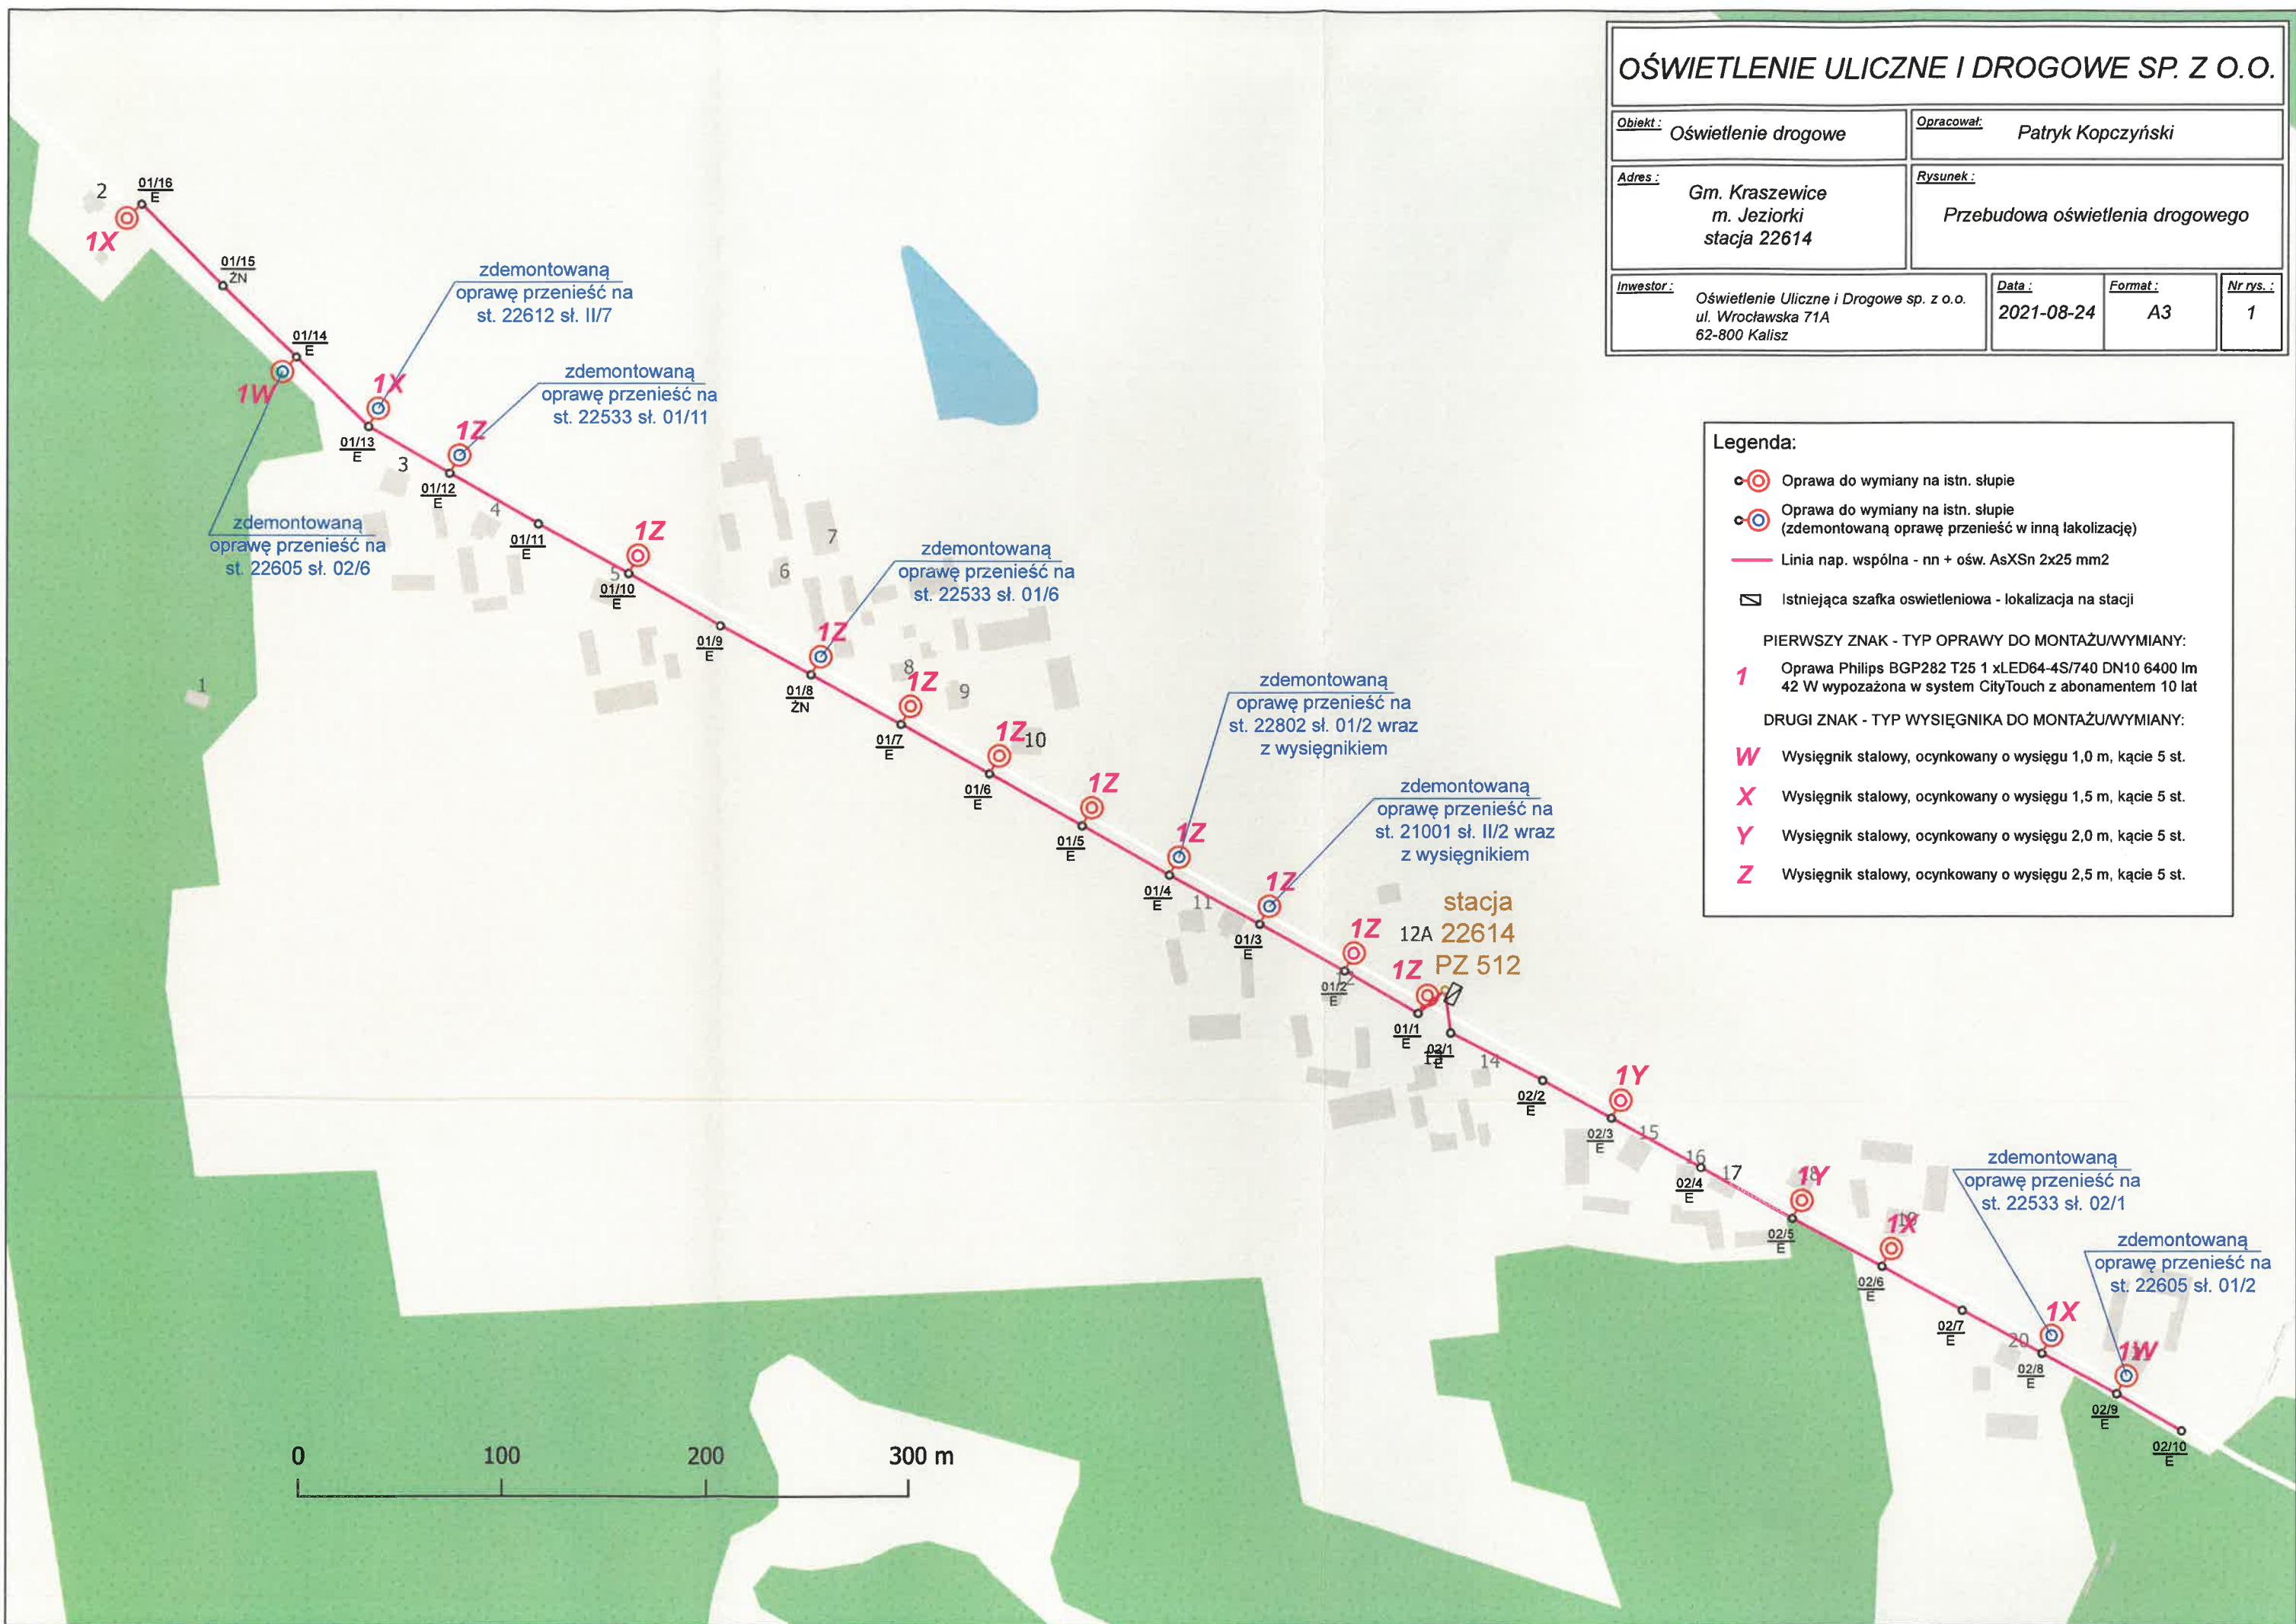 OŚWIETLENIE ULICZNE I DROGOWE SP. Z O.O.
Obiekt :
Oświetlenie drogowe
Opracował:
Patryk Kopczyński
Adres :
Gm. Kraszewice
m. Jeziorki
stacja 22614
Rysunek :
Przebudowa oświetlenia drogowego
Inwestor :
Oświetlenie Uliczne i Drogowe sp. z o.o.
ul. Wrocławska 71A
62-800 Kalisz
Data :
2021-08-24
Format :
A3
Nr rys. :
1
Legenda:
Oprawa do wymiany na istn. słupie
Oprawa do wymiany na istn. słupie
(zdemontowaną oprawę przenieść w inną łakolizację)
Linia nap. wspólna - nn + ośw. AsXSn 2x25 mm2
Istniejąca szafka oswietleniowa - lokalizacja na stacji
PIERWSZY ZNAK - TYP OPRAWY DO MONTAŻU/WYMIANY:
1
Oprawa Philips BGP282 T25 1 xLED64-4S/740 DN10 6400 lm
42 W wypozażona w system CityTouch z abonamentem 10 lat
DRUGI ZNAK - TYP WYSIĘGNIKA DO MONTAŻU/WYMIANY:
W Wysięgnik stalowy, ocynkowany o wysięgu 1,0 m, kącie 5 st.
X Wysięgnik stalowy, ocynkowany o wysięgu 1,5 m, kącie 5 st.
Y Wysięgnik stalowy, ocynkowany o wysięgu 2,0 m, kącie 5 st.
Z Wysięgnik stalowy, ocynkowany o wysięgu 2,5 m, kącie 5 st.
2
01/16
E
1X
01/15
ŻN
01/14
E
1W
zdemontowaną
oprawę przenieść na
st. 22605 sł. 02/6
zdemontowaną
oprawę przenieść na
st. 22612 sł. II/7
1X
01/13
E
zdemontowaną
oprawę przenieść na
st. 22533 sł. 01/11
1Z
3
01/12
E
4
01/11
E
1Z
5
01/10
E
1
6
7
01/9
E
zdemontowaną
oprawę przenieść na
st. 22533 sł. 01/6
1Z
01/8
ŻN
8
1Z
9
01/7
E
1Z
10
01/6
E
1Z
01/5
E
zdemontowaną
oprawę przenieść na
st. 22802 sł. 01/2 wraz
z wysięgnikiem
1Z
01/4
E
11
zdemontowaną
oprawę przenieść na
st. 21001 sł. II/2 wraz
z wysięgnikiem
1Z
01/3
E
1Z
12
01/2
E
12A
stacja
22614
PZ 512
1Z
01/1
E
02/1
E
14
02/2
E
1Y
02/3
E
15
16
17
02/4
E
1Y
02/5
E
1X
02/6
E
02/7
E
zdemontowaną
oprawę przenieść na
st. 22533 sł. 02/1
1X
20
02/8
E
zdemontowaną
oprawę przenieść na
st. 22605 sł. 01/2
1W
02/9
E
02/10
E
0 100 200 300 m